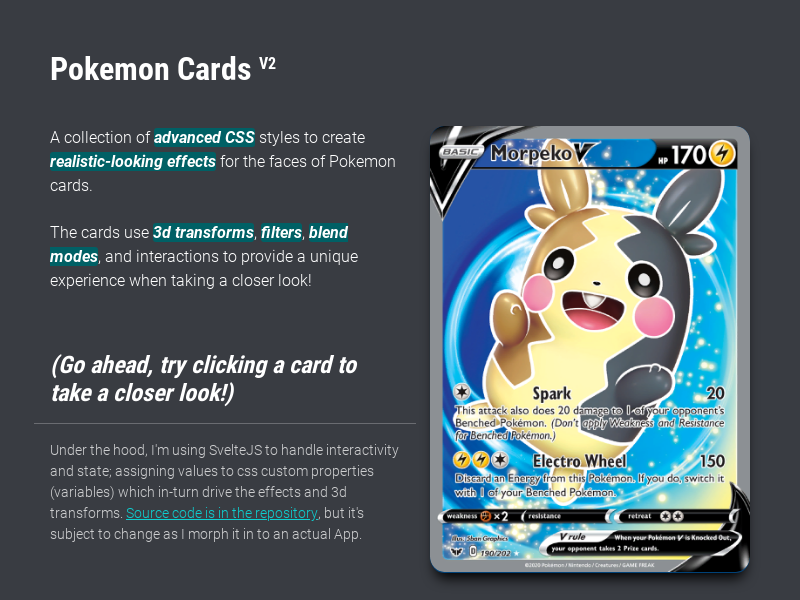 Pokemon Cards V2
A collection of advanced CSS styles to create
realistic-looking effects for the faces of Pokemon
cards.
The cards use 3d transforms, filters, blend
modes, and interactions to provide a unique
experience when taking a closer look!
(Go ahead, try clicking a card to
take a closer look!)
Under the hood, I'm using SvelteJS to handle interactivity
and state; assigning values to css custom properties
(variables) which in-turn drive the effects and 3d
transforms. Source code is in the repository, but it's
subject to change as I morph it in to an actual App.
BASIC Morpeko V HP 170
Spark 20
This attack also does 20 damage to 1 of your opponent's
Benched Pokémon. (Don't apply Weakness and Resistance
for Benched Pokémon.)
Electro Wheel 150
Discard an Energy from this Pokémon. If you do, switch it
with 1 of your Benched Pokémon.
weakness ×2 resistance retreat
Illus. Saban Graphics
V rule When your Pokémon V is Knocked Out,
your opponent takes 2 Prize cards.
D 190/202
©2020 Pokémon / Nintendo / Creatures / GAME FREAK